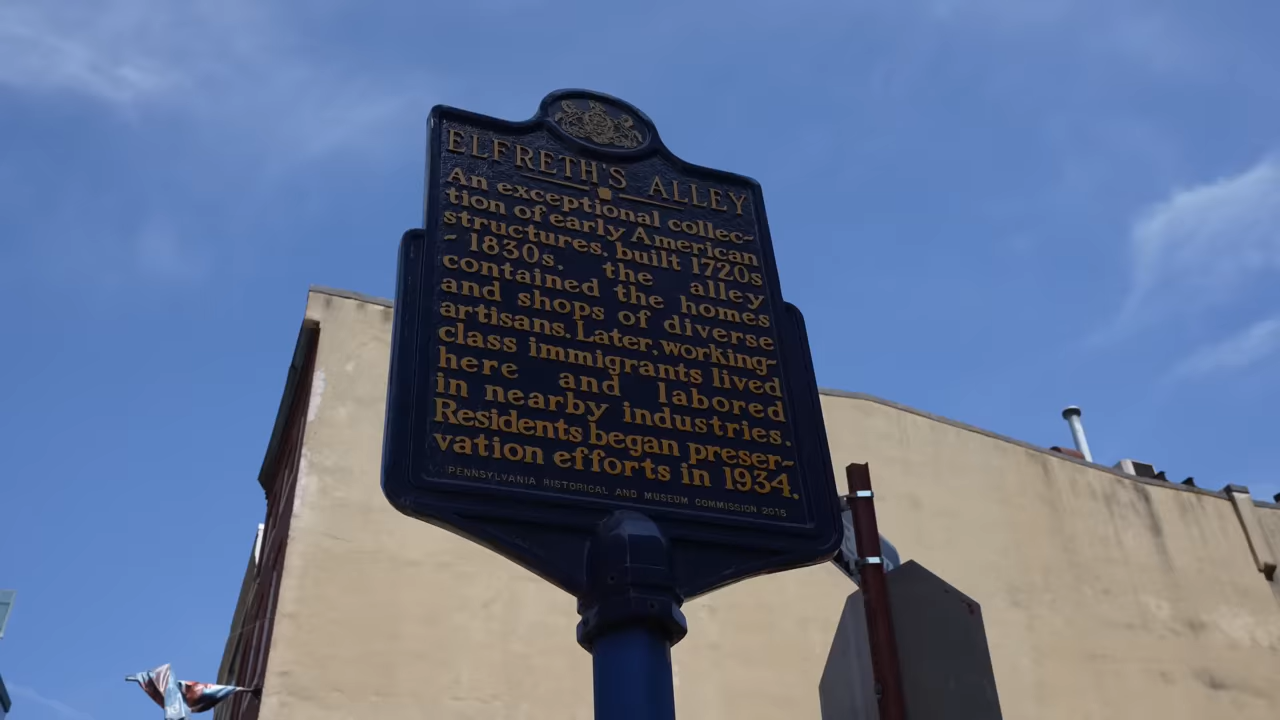 ELFRETH'S ALLEY
An exceptional collec-
tion of early American
structures, built 1720s
- 1830s, the alley
contained the homes
and shops of diverse
artisans. Later, working-
class immigrants lived
here and labored
in nearby industries.
Residents began preser-
vation efforts in 1934.
PENNSYLVANIA HISTORICAL AND MUSEUM COMMISSION 2015